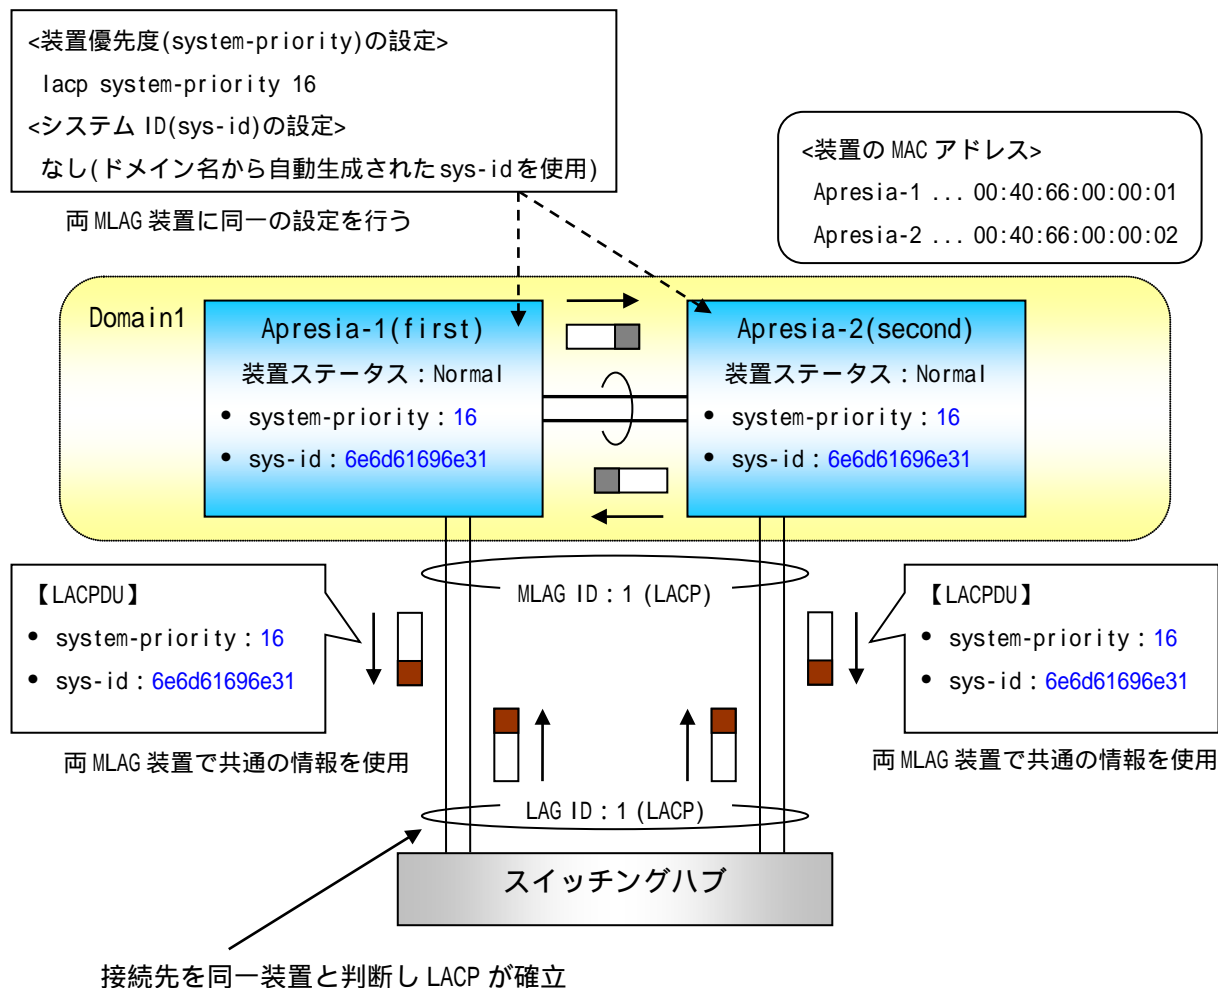 <装置優先度(system-priority)の設定>
lacp system-priority 16
<システム ID(sys-id)の設定>
なし(ドメイン名から自動生成された sys-id を使用)
両 MLAG 装置に同一の設定を行う
<装置の MAC アドレス>
Apresia-1 ... 00:40:66:00:00:01
Apresia-2 ... 00:40:66:00:00:02
Domain1
Apresia-1(first)
装置ステータス：Normal
• system-priority：16
• sys-id：6e6d61696e31
Apresia-2(second)
装置ステータス：Normal
• system-priority：16
• sys-id：6e6d61696e31
【LACPDU】
• system-priority：16
• sys-id：6e6d61696e31
両 MLAG 装置で共通の情報を使用
MLAG ID：1 (LACP)
【LACPDU】
• system-priority：16
• sys-id：6e6d61696e31
両 MLAG 装置で共通の情報を使用
LAG ID：1 (LACP)
スイッチングハブ
接続先を同一装置と判断し LACP が確立